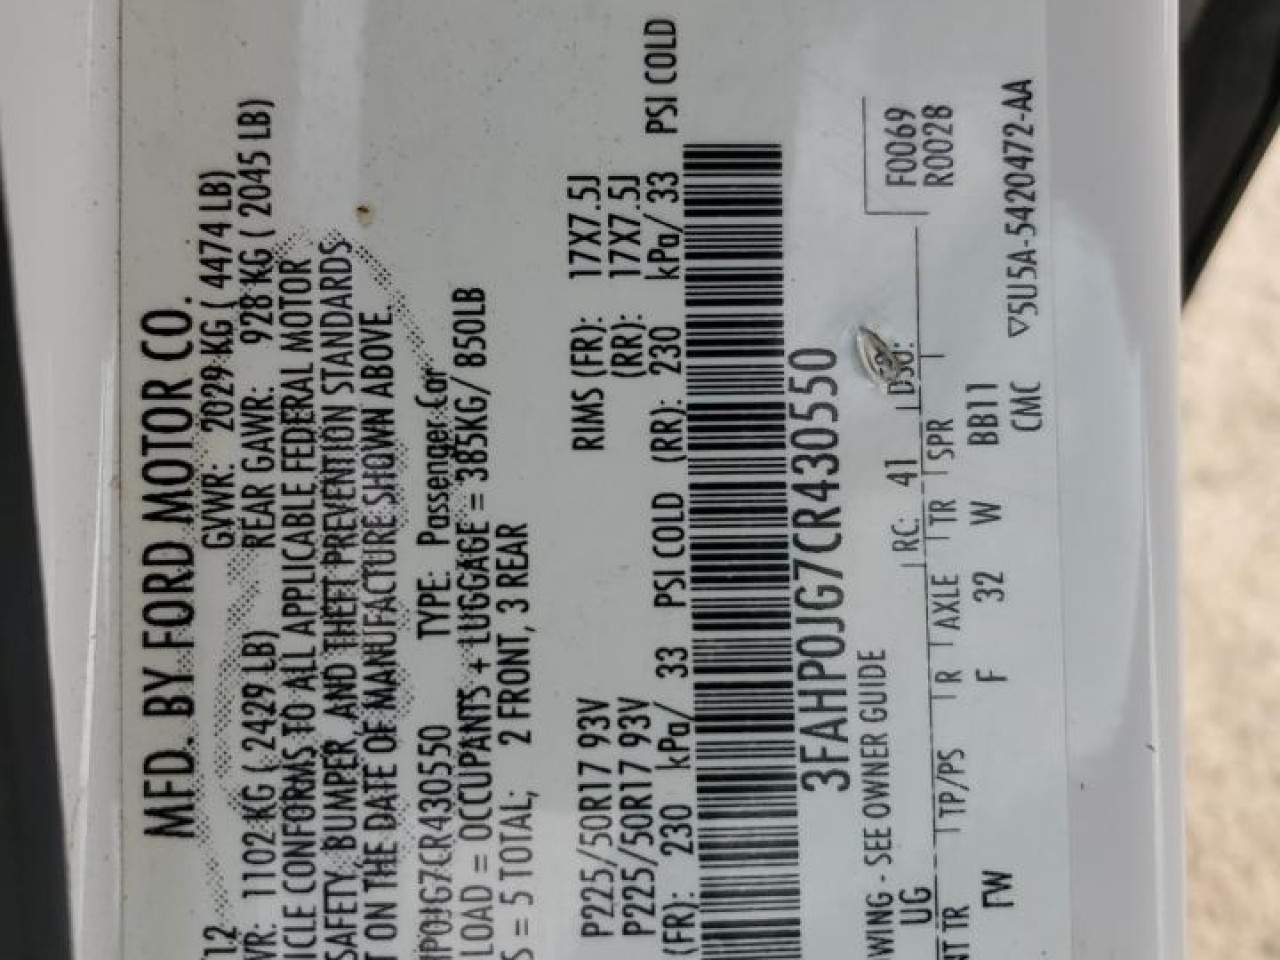 MFD. BY FORD MOTOR CO.
12 GVWR: 2029 KG ( 4474 LB)
WR: 1102 KG ( 2429 LB) REAR GAWR: 928 KG ( 2045 LB)
ICLE CONFORMS TO ALL APPLICABLE FEDERAL MOTOR
SAFETY, BUMPER, AND THEFT PREVENTION STANDARDS
T ON THE DATE OF MANUFACTURE SHOWN ABOVE.
HP0JG7CR430550 TYPE: Passenger Car
LOAD = OCCUPANTS + LUGGAGE = 385KG/ 850LB
S = 5 TOTAL; 2 FRONT, 3 REAR
P225/50R17 93V RIMS (FR): 17X7.5J
P225/50R17 93V (RR): 17X7.5J
(FR): 230 kPa/ 33 PSI COLD (RR): 230 kPa/ 33 PSI COLD
3FAHP0JG7CR430550
WING - SEE OWNER GUIDE
UG RC: 41 DSO: F0069
NT TR TP/PS R AXLE TR SPR R0028
TW F 32 W BB11
CMC ▽5U5A-5420472-AA